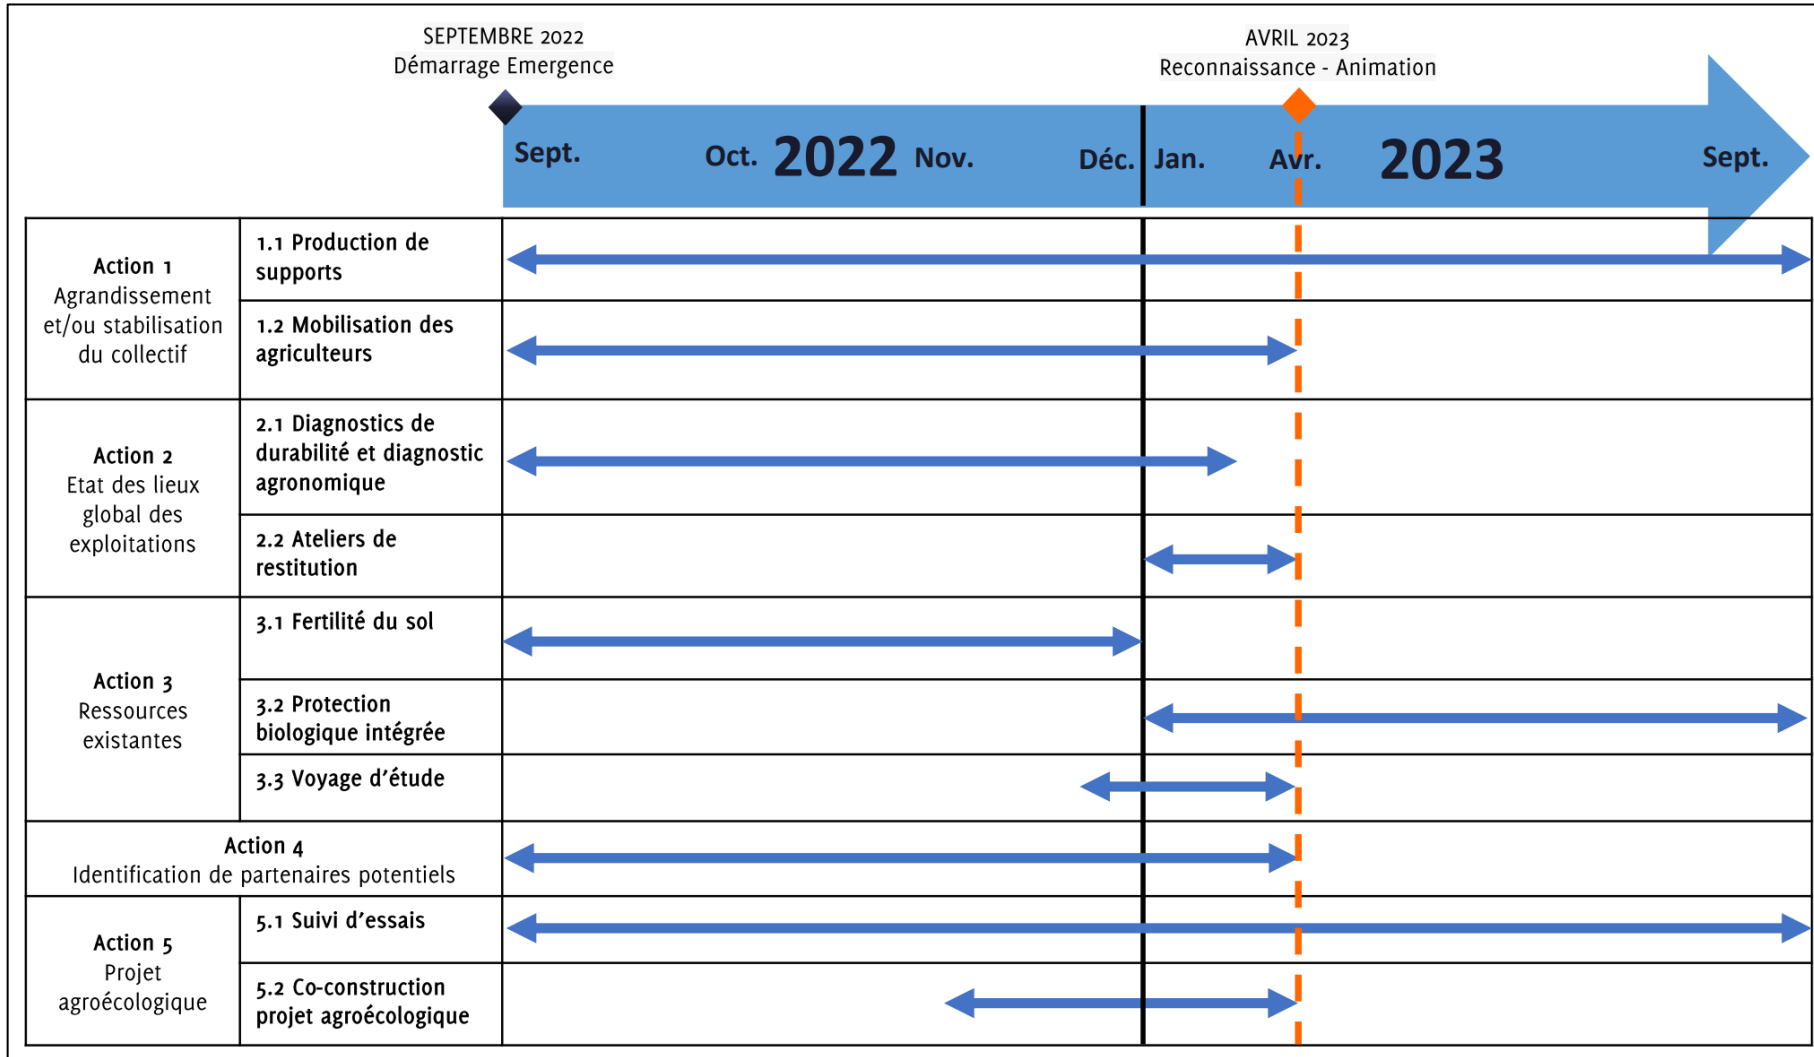 SEPTEMBRE 2022
Démarrage Emergence
AVRIL 2023
Reconnaissance - Animation
Sept.
Oct.
2022
Nov.
Déc.
Jan.
Avr.
2023
Sept.
Action 1
Agrandissement
et/ou stabilisation
du collectif
1.1 Production de
supports
1.2 Mobilisation des
agriculteurs
Action 2
Etat des lieux
global des
exploitations
2.1 Diagnostics de
durabilité et diagnostic
agronomique
2.2 Ateliers de
restitution
Action 3
Ressources
existantes
3.1 Fertilité du sol
3.2 Protection
biologique intégrée
3.3 Voyage d'étude
Action 4
Identification de partenaires potentiels
Action 5
Projet
agroécologique
5.1 Suivi d'essais
5.2 Co-construction
projet agroécologique